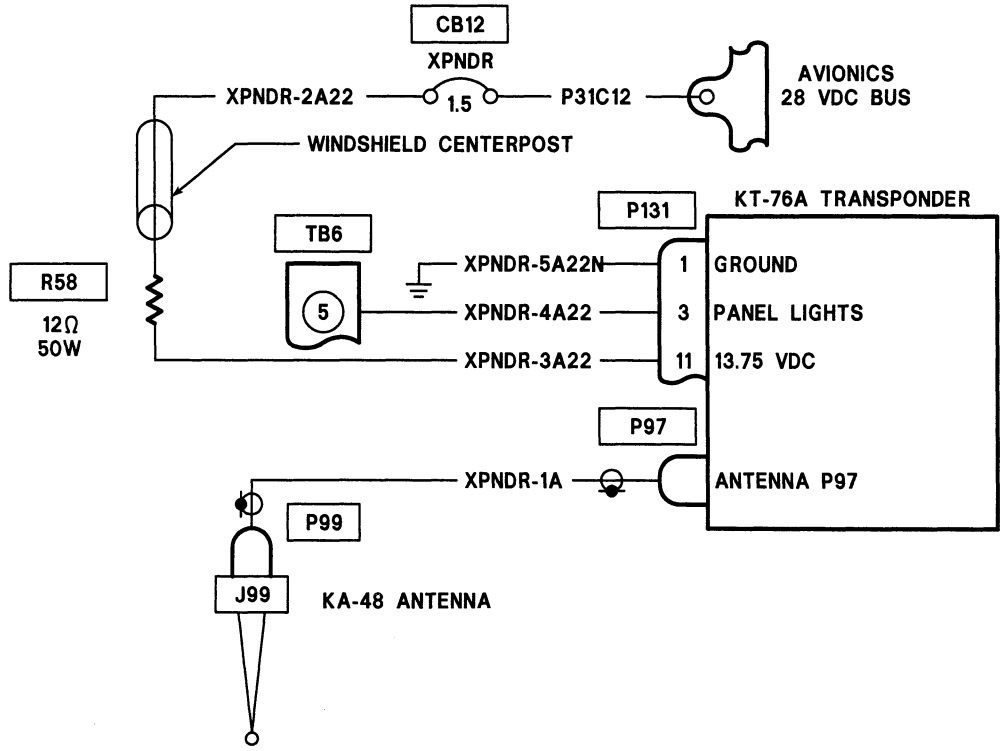 CB12
XPNDR
XPNDR-2A22
1.5
P31C12
AVIONICS
28 VDC BUS
WINDSHIELD CENTERPOST
KT-76A TRANSPONDER
P131
TB6
XPNDR-5A22N
1
GROUND
R58
12Ω
50W
5
XPNDR-4A22
3
PANEL LIGHTS
XPNDR-3A22
11
13.75 VDC
P97
XPNDR-1A
ANTENNA P97
P99
J99
KA-48 ANTENNA